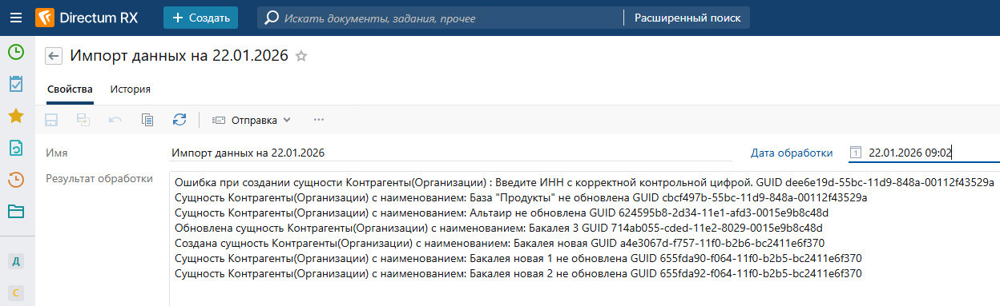 Directum RX
+ Создать
Искать документы, задания, прочее
Расширенный поиск
Импорт данных на 22.01.2026
Свойства
История
Отправка
Имя
Импорт данных на 22.01.2026
Дата обработки
1
22.01.2026 09:02
Результат обработки
Ошибка при создании сущности Контрагенты(Организации) : Введите ИНН с корректной контрольной цифрой. GUID dee6e19d-55bc-11d9-848a-00112f43529a
Сущность Контрагенты(Организации) с наименованием: База "Продукты" не обновлена GUID cbcf497b-55bc-11d9-848a-00112f43529a
Сущность Контрагенты(Организации) с наименованием: Альтаир не обновлена GUID 624595b8-2d34-11e1-afd3-0015e9b8c48d
Обновлена сущность Контрагенты(Организации) с наименованием: Бакалея 3 GUID 714ab055-cded-11e2-8029-0015e9b8c48d
Создана сущность Контрагенты(Организации) с наименованием: Бакалея новая GUID a4e3067d-f757-11f0-b2b6-bc2411e6f370
Сущность Контрагенты(Организации) с наименованием: Бакалея новая 1 не обновлена GUID 655fda90-f064-11f0-b2b5-bc2411e6f370
Сущность Контрагенты(Организации) с наименованием: Бакалея новая 2 не обновлена GUID 655fda92-f064-11f0-b2b5-bc2411e6f370
Д
С